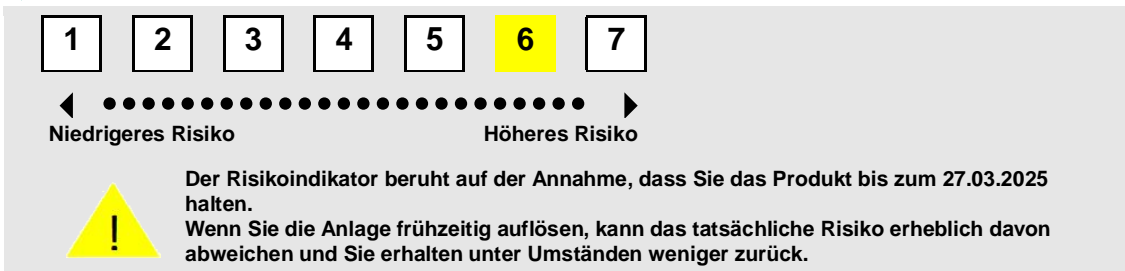 1 2 3 4 5 6 7
Niedrigeres Risiko Höheres Risiko
Der Risikoindikator beruht auf der Annahme, dass Sie das Produkt bis zum 27.03.2025
halten.
Wenn Sie die Anlage frühzeitig auflösen, kann das tatsächliche Risiko erheblich davon
abweichen und Sie erhalten unter Umständen weniger zurück.
!